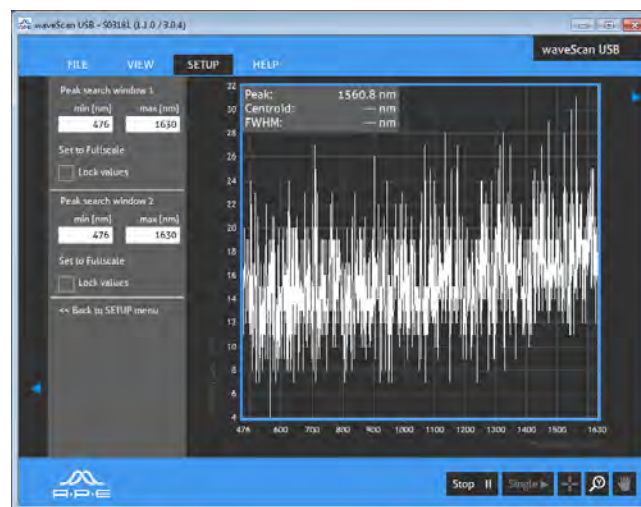 waveScan USB - S03181 (1.1.0 / 3.0.4)
waveScan USB
FILE VIEW SETUP HELP
Peak search window 1
min [nm] max [nm]
476 1630
Set to Fullscale
Lock values
Peak search window 2
min [nm] max [nm]
476 1630
Set to Fullscale
Lock values
<< Back to SETUP menu
Peak: 1560.8 nm
Centroid: --- nm
FWHM: --- nm
32
30
28
26
24
22
20
18
16
14
12
10
8
6
4
476 600 700 800 900 1000 1100 1200 1300 1400 1500 1630
A·P·E
Stop Single